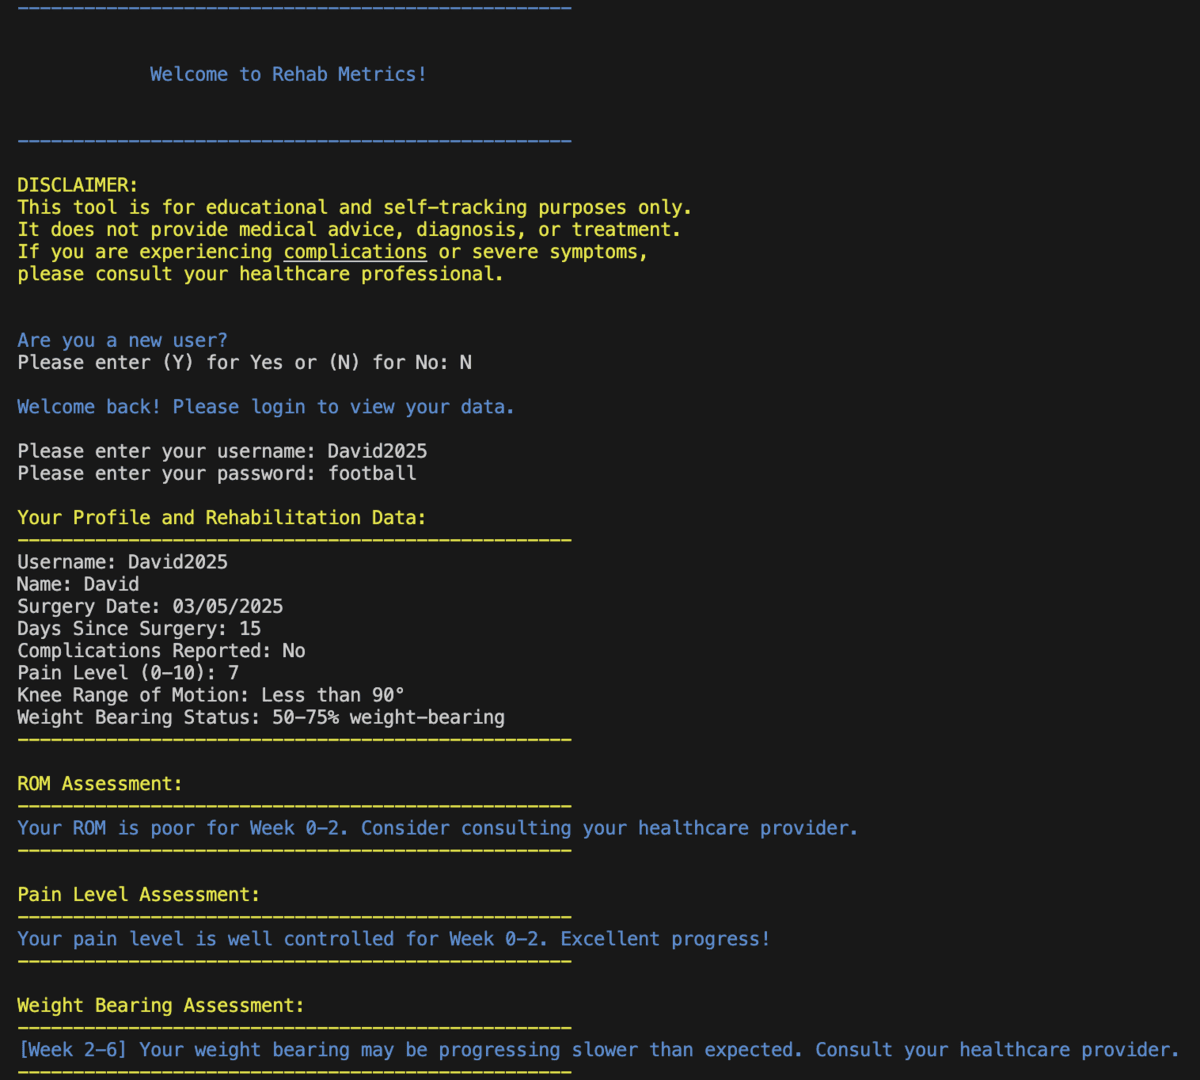 Welcome to Rehab Metrics!
DISCLAIMER:
This tool is for educational and self-tracking purposes only.
It does not provide medical advice, diagnosis, or treatment.
If you are experiencing complications or severe symptoms,
please consult your healthcare professional.
Are you a new user?
Please enter (Y) for Yes or (N) for No: N
Welcome back! Please login to view your data.
Please enter your username: David2025
Please enter your password: football
Your Profile and Rehabilitation Data:
Username: David2025
Name: David
Surgery Date: 03/05/2025
Days Since Surgery: 15
Complications Reported: No
Pain Level (0-10): 7
Knee Range of Motion: Less than 90°
Weight Bearing Status: 50-75% weight-bearing
ROM Assessment:
Your ROM is poor for Week 0-2. Consider consulting your healthcare provider.
Pain Level Assessment:
Your pain level is well controlled for Week 0-2. Excellent progress!
Weight Bearing Assessment:
[Week 2-6] Your weight bearing may be progressing slower than expected. Consult your healthcare provider.